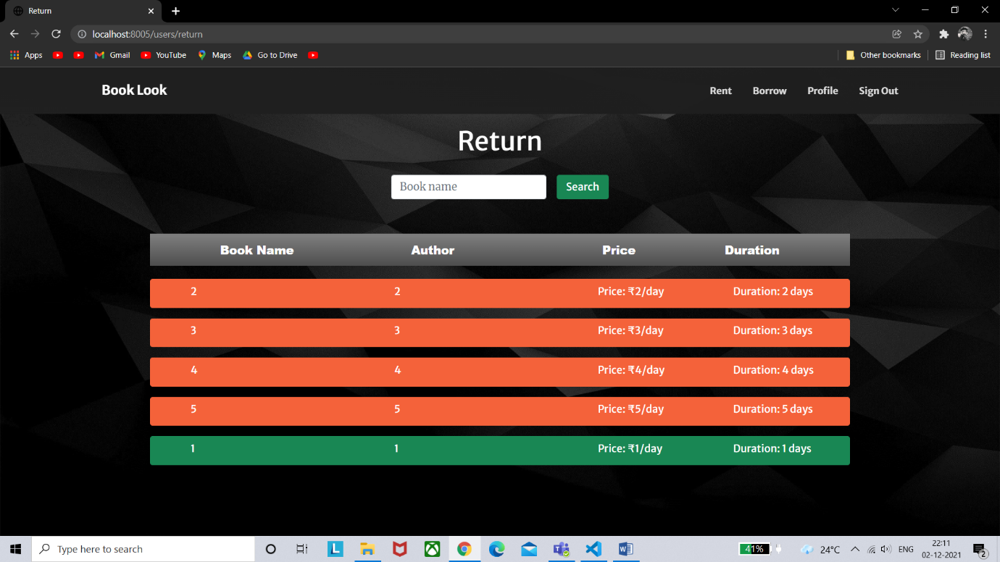 Return
localhost:8005/users/return
Apps Gmail YouTube Maps Go to Drive Other bookmarks Reading list
Book Look Rent Borrow Profile Sign Out
Return
Book name Search
Book Name Author Price Duration
2 2 Price: ₹2/day Duration: 2 days
3 3 Price: ₹3/day Duration: 3 days
4 4 Price: ₹4/day Duration: 4 days
5 5 Price: ₹5/day Duration: 5 days
1 1 Price: ₹1/day Duration: 1 days
Type here to search L 41% 24°C ENG 22:11
02-12-2021 2